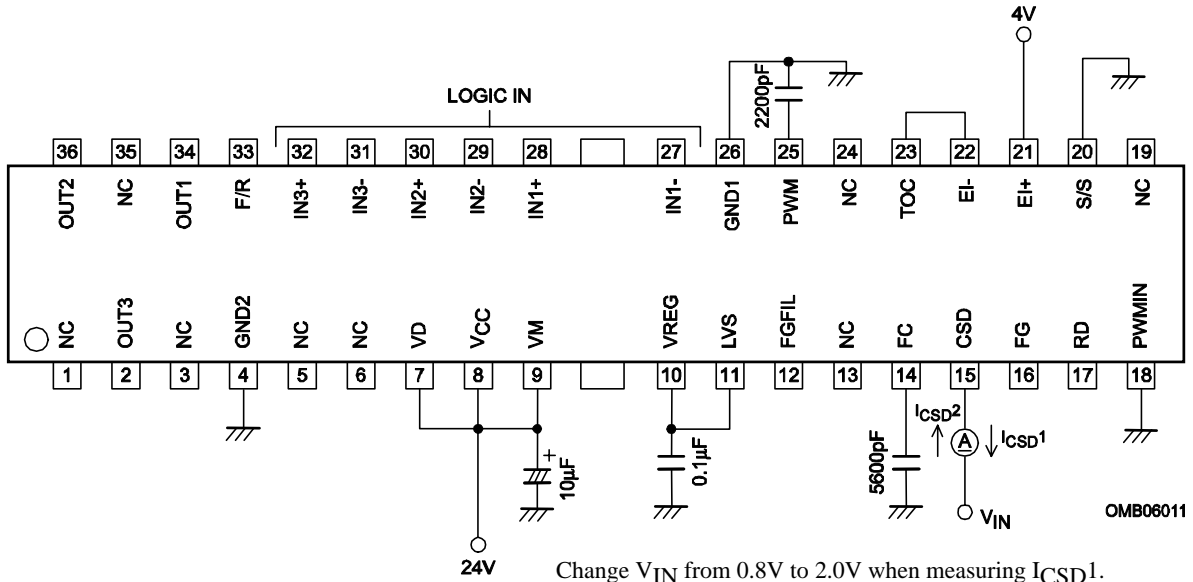 4V
2200pF
LOGIC IN
36 35 34 33 32 31 30 29 28 27 26 25 24 23 22 21 20 19
OUT2 NC OUT1 F/R IN3+ IN3- IN2+ IN2- IN1+ IN1- GND1 PWM NC TOC EI- EI+ S/S NC
NC OUT3 NC GND2 NC NC VD VCC VM VREG LVS FGFIL NC FC CSD FG RD PWMIN
1 2 3 4 5 6 7 8 9 10 11 12 13 14 15 16 17 18
ICSD2
A
ICSD1
+
10μF
0.1μF
5600pF
VIN
OMB06011
24V
Change VIN from 0.8V to 2.0V when measuring ICSD1.